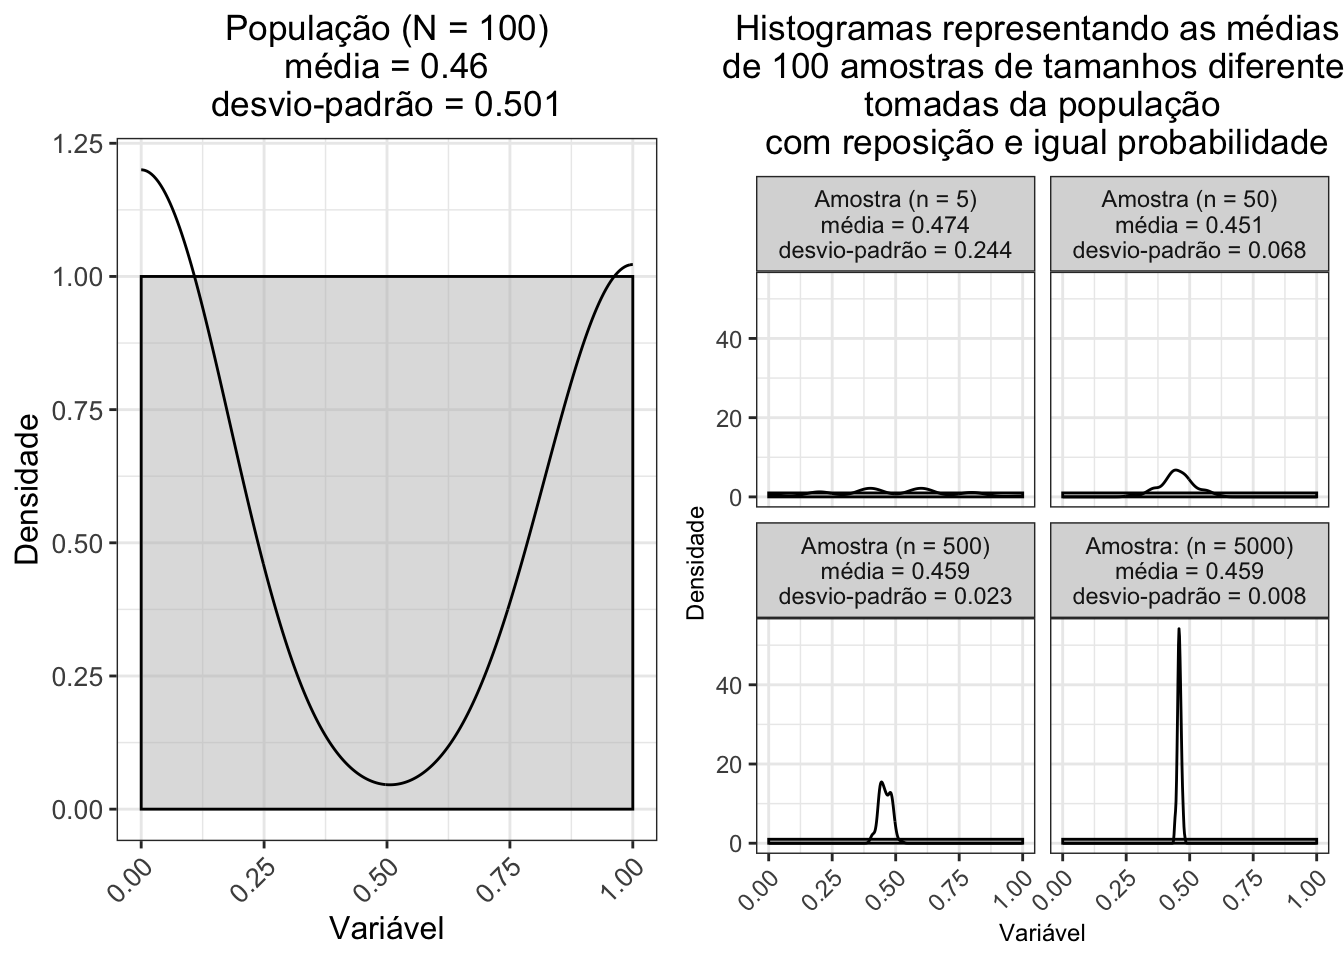 População (N = 100)
média = 0.46
desvio-padrão = 0.501
1.25
1.00
0.75
0.50
0.25
0.00
Densidade
0.00
0.25
0.50
0.75
1.00
Variável
Histogramas representando as médias
de 100 amostras de tamanhos diferente
tomadas da população
com reposição e igual probabilidade
Amostra (n = 5)
média = 0.474
desvio-padrão = 0.244
Amostra (n = 50)
média = 0.451
desvio-padrão = 0.068
40
20
0
Densidade
Amostra (n = 500)
média = 0.459
desvio-padrão = 0.023
Amostra: (n = 5000)
média = 0.459
desvio-padrão = 0.008
40
20
0
0.00
0.25
0.50
0.75
1.00
0.00
0.25
0.50
0.75
1.00
Variável